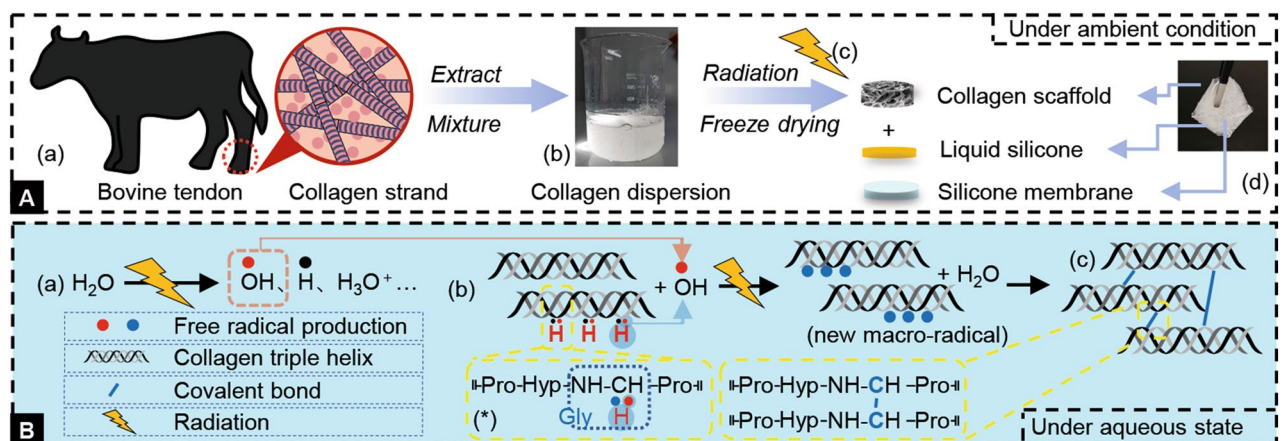 Under ambient condition
(a)
Bovine tendon
Collagen strand
Extract
Mixture
(b)
Collagen dispersion
Radiation
(c)
Freeze drying
Collagen scaffold
+
Liquid silicone
Silicone membrane
(d)
A
(a) H₂O
OH、H、H₃O⁺...
Free radical production
Collagen triple helix
Covalent bond
Radiation
(b)
H H H
+ OH
+ H₂O
(new macro-radical)
(c)
Pro-Hyp-NH-CH-Pro
(*)
Gly
H
Pro-Hyp-NH-CH-Pro
Pro-Hyp-NH-CH-Pro
Under aqueous state
B